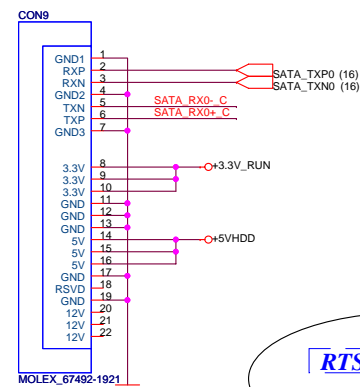 CON9
GND1 1
RXP 2 SATA_TXP0 (16)
RXN 3 SATA_TXN0 (16)
GND2 4
TXN 5 SATA_RX0-_C
TXP 6 SATA_RX0+_C
GND3 7
3.3V 8 +3.3V_RUN
3.3V 9
3.3V 10
GND 11
GND 12
GND 13
5V 14 +5VHDD
5V 15
5V 16
GND 17
RSVD 18
GND 19
12V 20
12V 21
12V 22
MOLEX_67492-1921
RTS